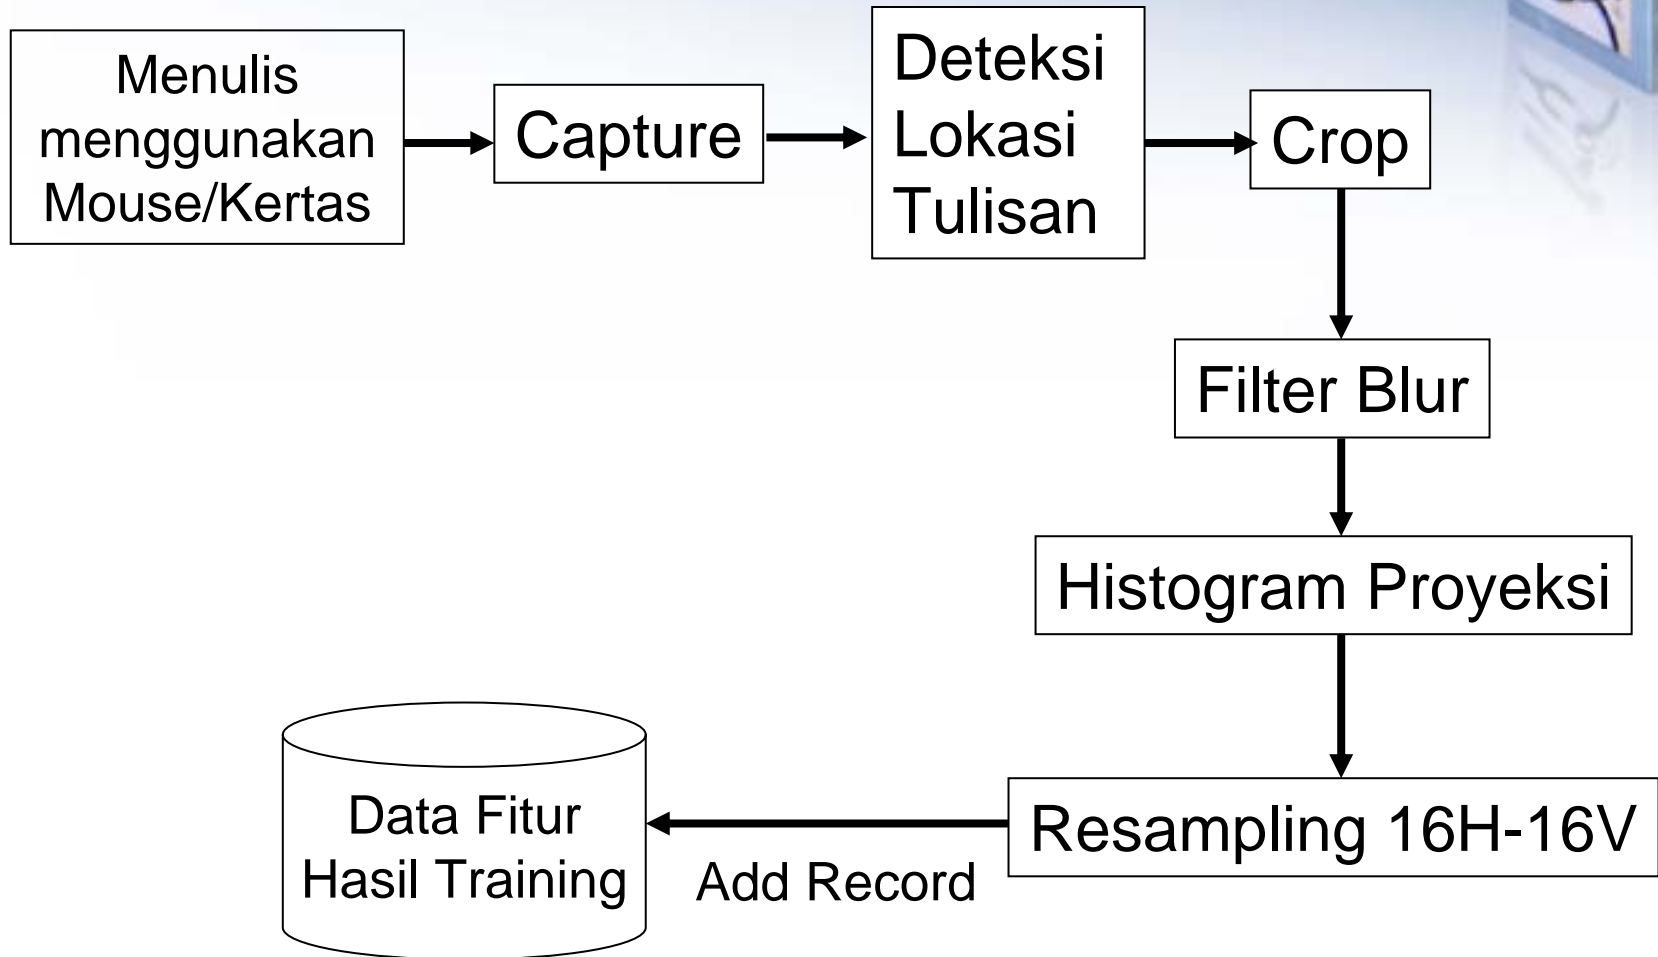 Menulis
menggunakan
Mouse/Kertas
Capture
Deteksi
Lokasi
Tulisan
Crop
Filter Blur
Histogram Proyeksi
Resampling 16H-16V
Add Record
Data Fitur
Hasil Training